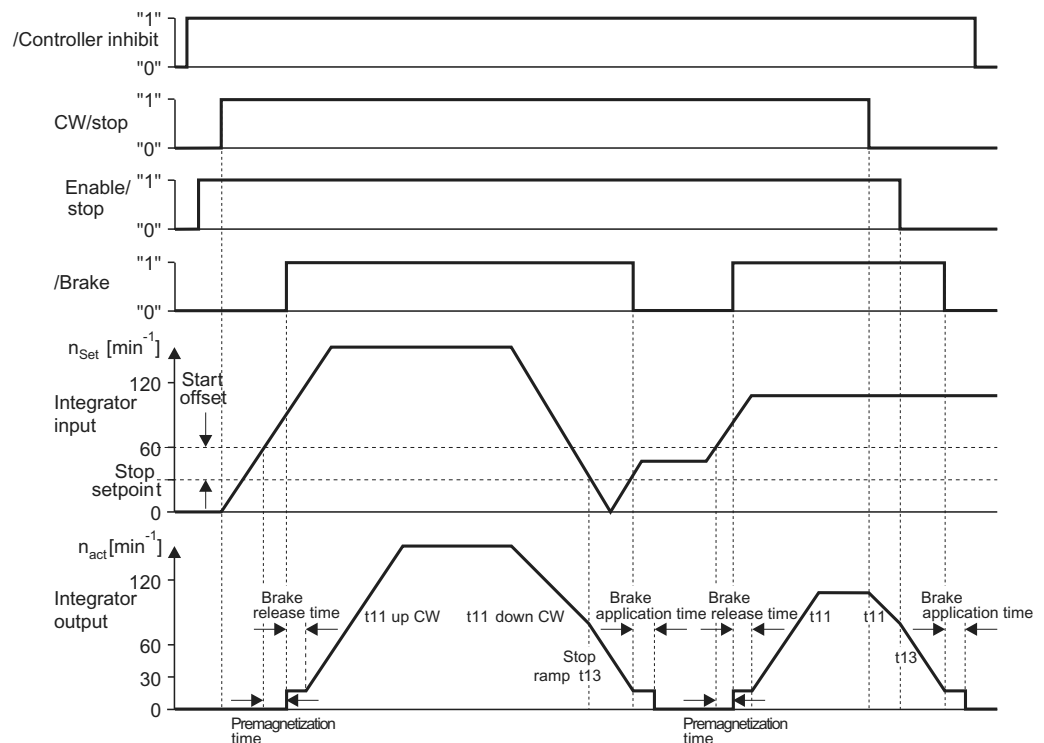 "1"
/Controller inhibit
"0"
"1"
CW/stop
"0"
"1"
Enable/
stop
"0"
"1"
/Brake
"0"
nSet [min-1]
Start
offset
120
Integrator
input
60
Stop
setpoint
0
nact [min-1]
120
Integrator
output
Brake
release time
t11 up CW
t11 down CW
Brake
application time
Brake
release time
t11
t11
Brake
application time
60
Stop
ramp t13
t13
30
0
Premagnetization
time
Premagnetization
time